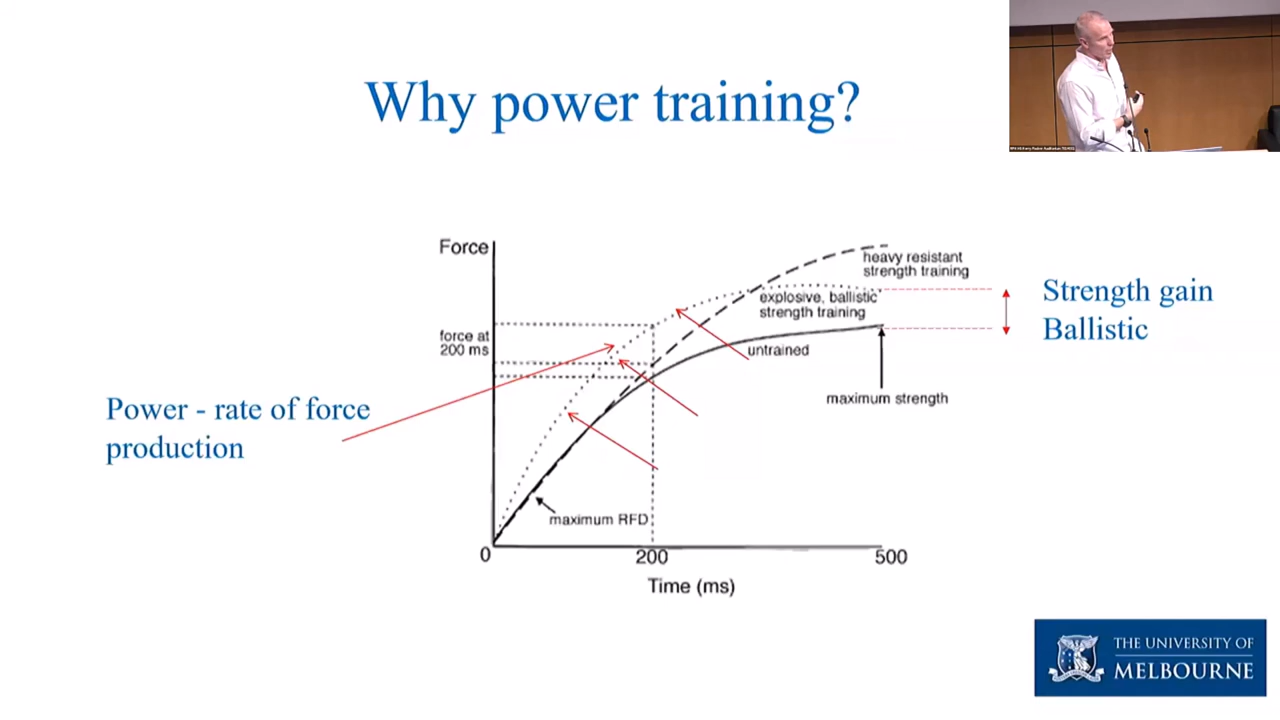 Why power training?
Force
heavy resistant
strength training
explosive, ballistic
strength training
Strength gain
Ballistic
force at
200 ms
untrained
maximum strength
Power - rate of force
production
maximum RFD
0
200
500
Time (ms)
THE UNIVERSITY OF
MELBOURNE